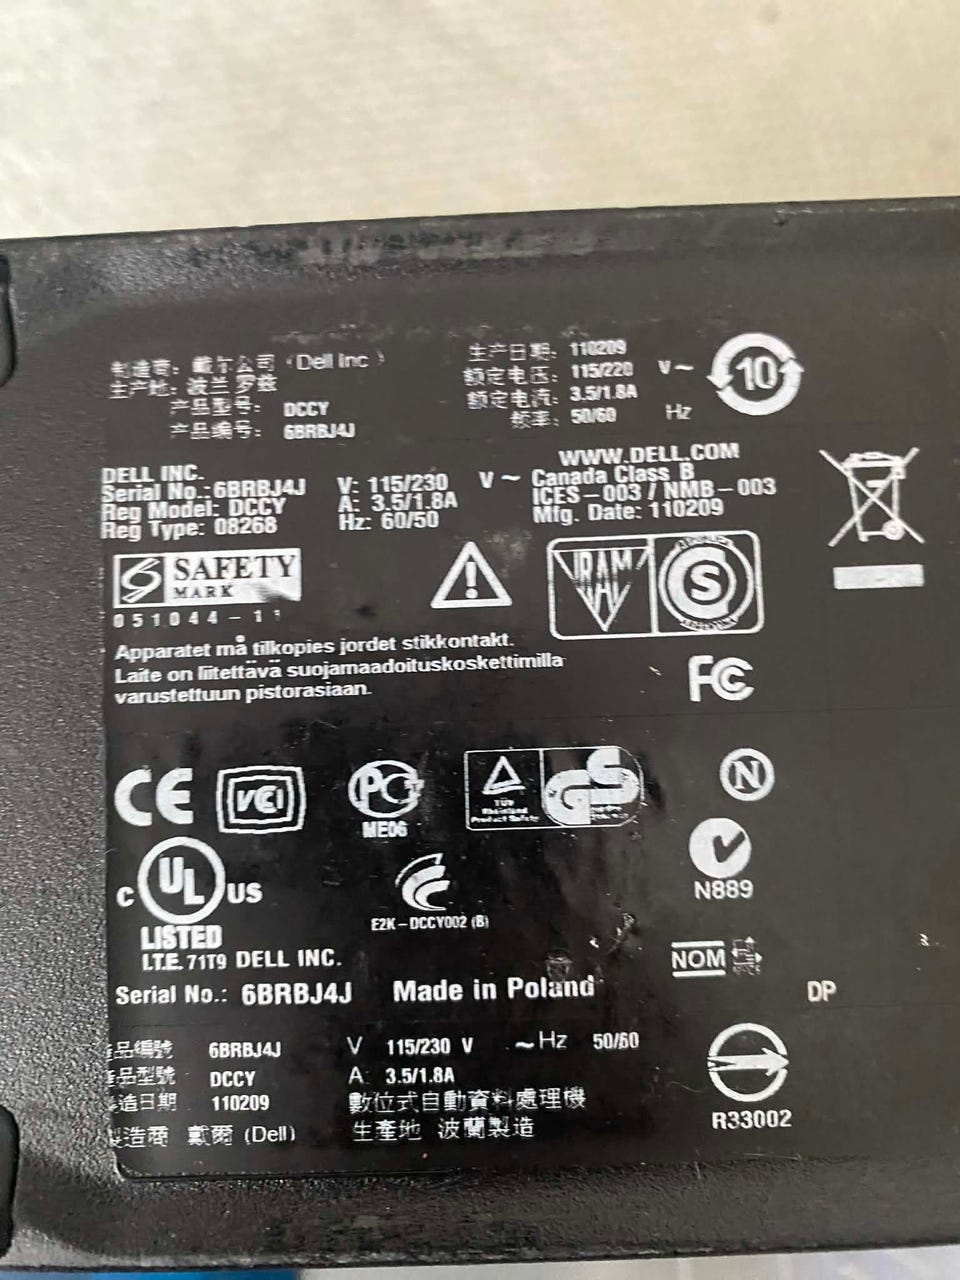 制造商: 戴尔公司 (Dell Inc )
生产地: 波兰 罗兹
产品型号: DCCY
产品编号: 6BRBJ4J
生产日期: 110209
额定电压: 115/220 V~
额定电流: 3.5/1.8A
频率: 50/60 Hz
10
DELL INC.
Serial No.: 6BRBJ4J
Reg Model: DCCY
Reg Type: 08268
V: 115/230 V~
A: 3.5/1.8A
Hz: 60/50
WWW.DELL.COM
Canada Class B
ICES-003 / NMB-003
Mfg. Date: 110209
SAFETY
MARK
051044-11
IRAM
S
Apparatet må tilkopies jordet stikkontakt.
Laite on liitettävä suojamaadoituskoskettimilla
varustettuun pistorasiaan.
FC
CE
VCI
PCT
ME06
TÜV
Rheinland
Product Safety
GS
N
c UL US
LISTED
I.T.E. 71T9 DELL INC.
E2K-DCCY002 (B)
N889
NOM
Serial No.: 6BRBJ4J Made in Poland
DP
品編號 6BRBJ4J V 115/230 V ~Hz 50/60
品型號 DCCY A: 3.5/1.8A
造日期 110209 數位式自動資料處理機
製造商 戴爾 (Dell) 生產地 波蘭製造
R33002